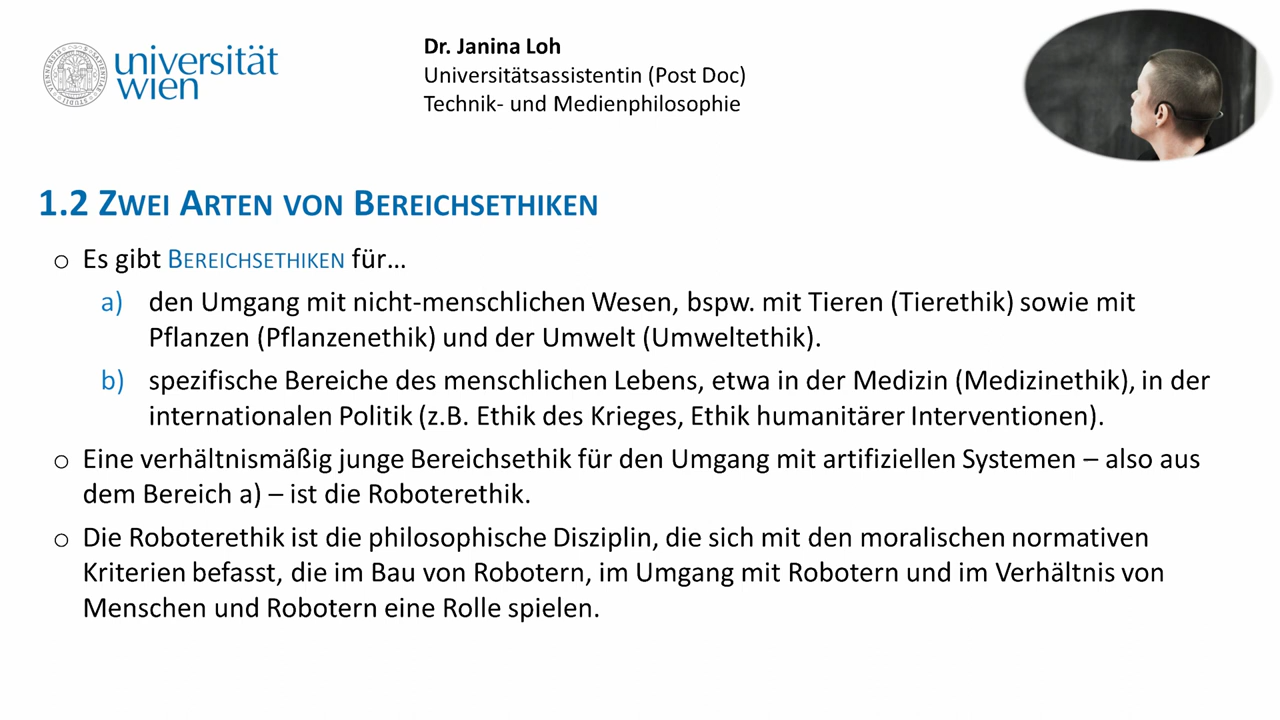 universität
wien
Dr. Janina Loh
Universitätsassistentin (Post Doc)
Technik- und Medienphilosophie
1.2 Zwei Arten von Bereichsethiken
○ Es gibt Bereichsethiken für…
a) den Umgang mit nicht-menschlichen Wesen, bspw. mit Tieren (Tierethik) sowie mit
Pflanzen (Pflanzenethik) und der Umwelt (Umweltethik).
b) spezifische Bereiche des menschlichen Lebens, etwa in der Medizin (Medizinethik), in der
internationalen Politik (z.B. Ethik des Krieges, Ethik humanitärer Interventionen).
○ Eine verhältnismäßig junge Bereichsethik für den Umgang mit artifiziellen Systemen – also aus
dem Bereich a) – ist die Roboterethik.
○ Die Roboterethik ist die philosophische Disziplin, die sich mit den moralischen normativen
Kriterien befasst, die im Bau von Robotern, im Umgang mit Robotern und im Verhältnis von
Menschen und Robotern eine Rolle spielen.